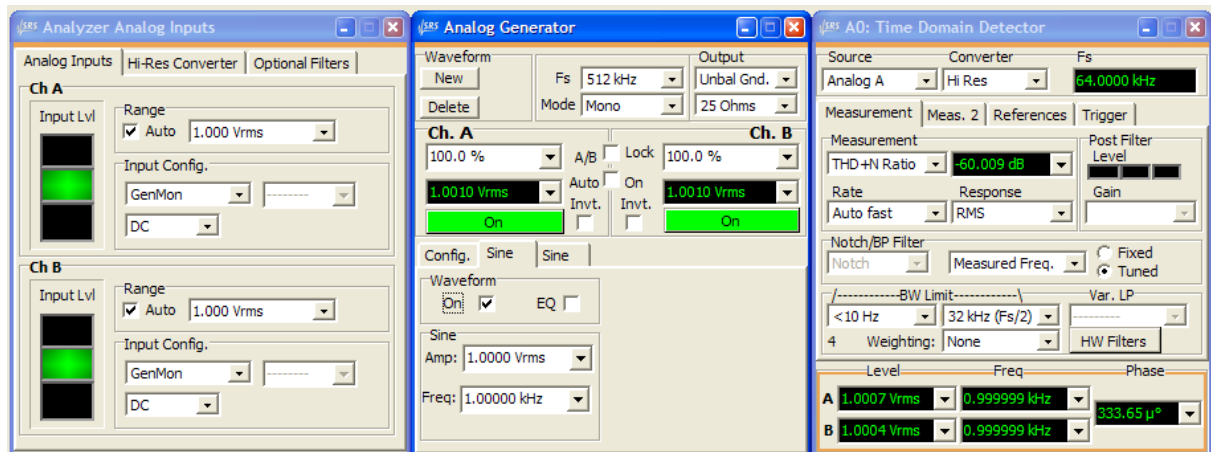 SRS Analyzer Analog Inputs
Analog Inputs Hi-Res Converter Optional Filters
Ch A
Input Lvl
Range
Auto 1.000 Vrms
Input Config.
GenMon --------
DC
Ch B
Input Lvl
Range
Auto 1.000 Vrms
Input Config.
GenMon --------
DC
SRS Analog Generator
Waveform Output
New Fs 512 kHz Unbal Gnd.
Delete Mode Mono 25 Ohms
Ch. A Ch. B
100.0 % A/B Lock 100.0 %
1.0010 Vrms Auto On 1.0010 Vrms
Invt. Invt.
On On
Config. Sine Sine
Waveform
On EQ
Sine
Amp: 1.0000 Vrms
Freq: 1.00000 kHz
SRS A0: Time Domain Detector
Source Converter Fs
Analog A Hi Res 64.0000 kHz
Measurement Meas. 2 References Trigger
Measurement Post Filter
THD+N Ratio -60.009 dB Level
Rate Response Gain
Auto fast RMS
Notch/BP Filter
Notch Measured Freq. Fixed
Tuned
/------------BW Limit------------\ Var. LP
<10 Hz 32 kHz (Fs/2) ---------
4 Weighting: None HW Filters
Level Freq Phase
A 1.0007 Vrms 0.999999 kHz 333.65 µ°
B 1.0004 Vrms 0.999999 kHz